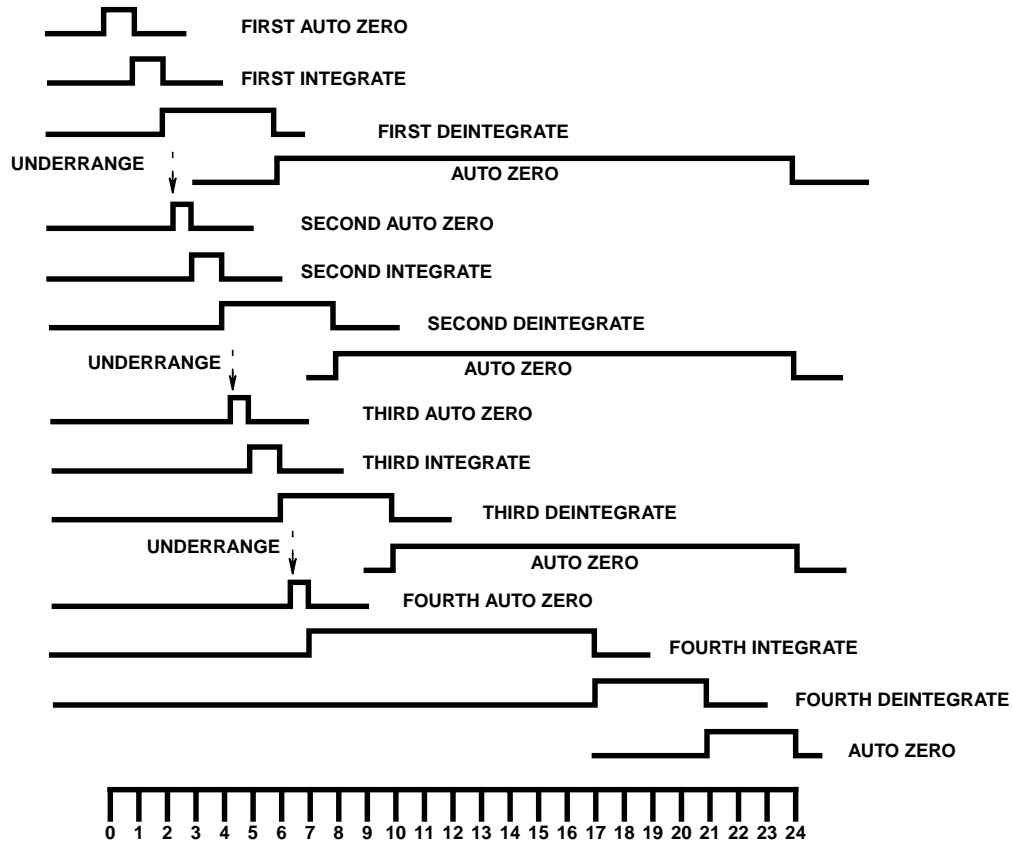 FIRST AUTO ZERO
FIRST INTEGRATE
FIRST DEINTEGRATE
UNDERRANGE
AUTO ZERO
SECOND AUTO ZERO
SECOND INTEGRATE
SECOND DEINTEGRATE
UNDERRANGE
AUTO ZERO
THIRD AUTO ZERO
THIRD INTEGRATE
THIRD DEINTEGRATE
UNDERRANGE
AUTO ZERO
FOURTH AUTO ZERO
FOURTH INTEGRATE
FOURTH DEINTEGRATE
AUTO ZERO
0 1 2 3 4 5 6 7 8 9 10 11 12 13 14 15 16 17 18 19 20 21 22 23 24